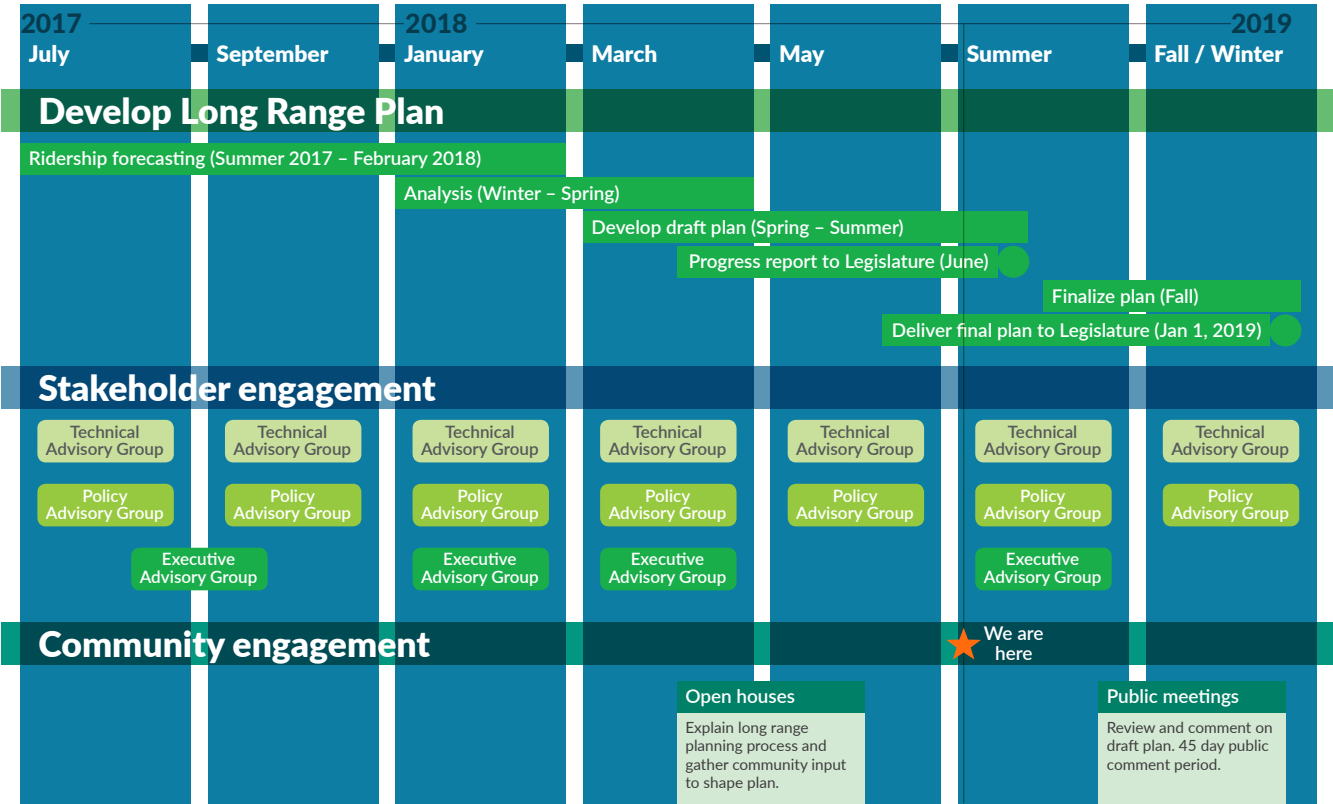 2017 2018 2019
July September January March May Summer Fall / Winter
Develop Long Range Plan
Ridership forecasting (Summer 2017 – February 2018)
Analysis (Winter – Spring)
Develop draft plan (Spring – Summer)
Progress report to Legislature (June)
Finalize plan (Fall)
Deliver final plan to Legislature (Jan 1, 2019)
Stakeholder engagement
Technical Technical Technical Technical Technical Technical Technical
Advisory Group Advisory Group Advisory Group Advisory Group Advisory Group Advisory Group Advisory Group
Policy Policy Policy Policy Policy Policy Policy
Advisory Group Advisory Group Advisory Group Advisory Group Advisory Group Advisory Group Advisory Group
Executive Executive Executive Executive
Advisory Group Advisory Group Advisory Group Advisory Group
Community engagement
We are
here
Open houses
Explain long range
planning process and
gather community input
to shape plan.
Public meetings
Review and comment on
draft plan. 45 day public
comment period.